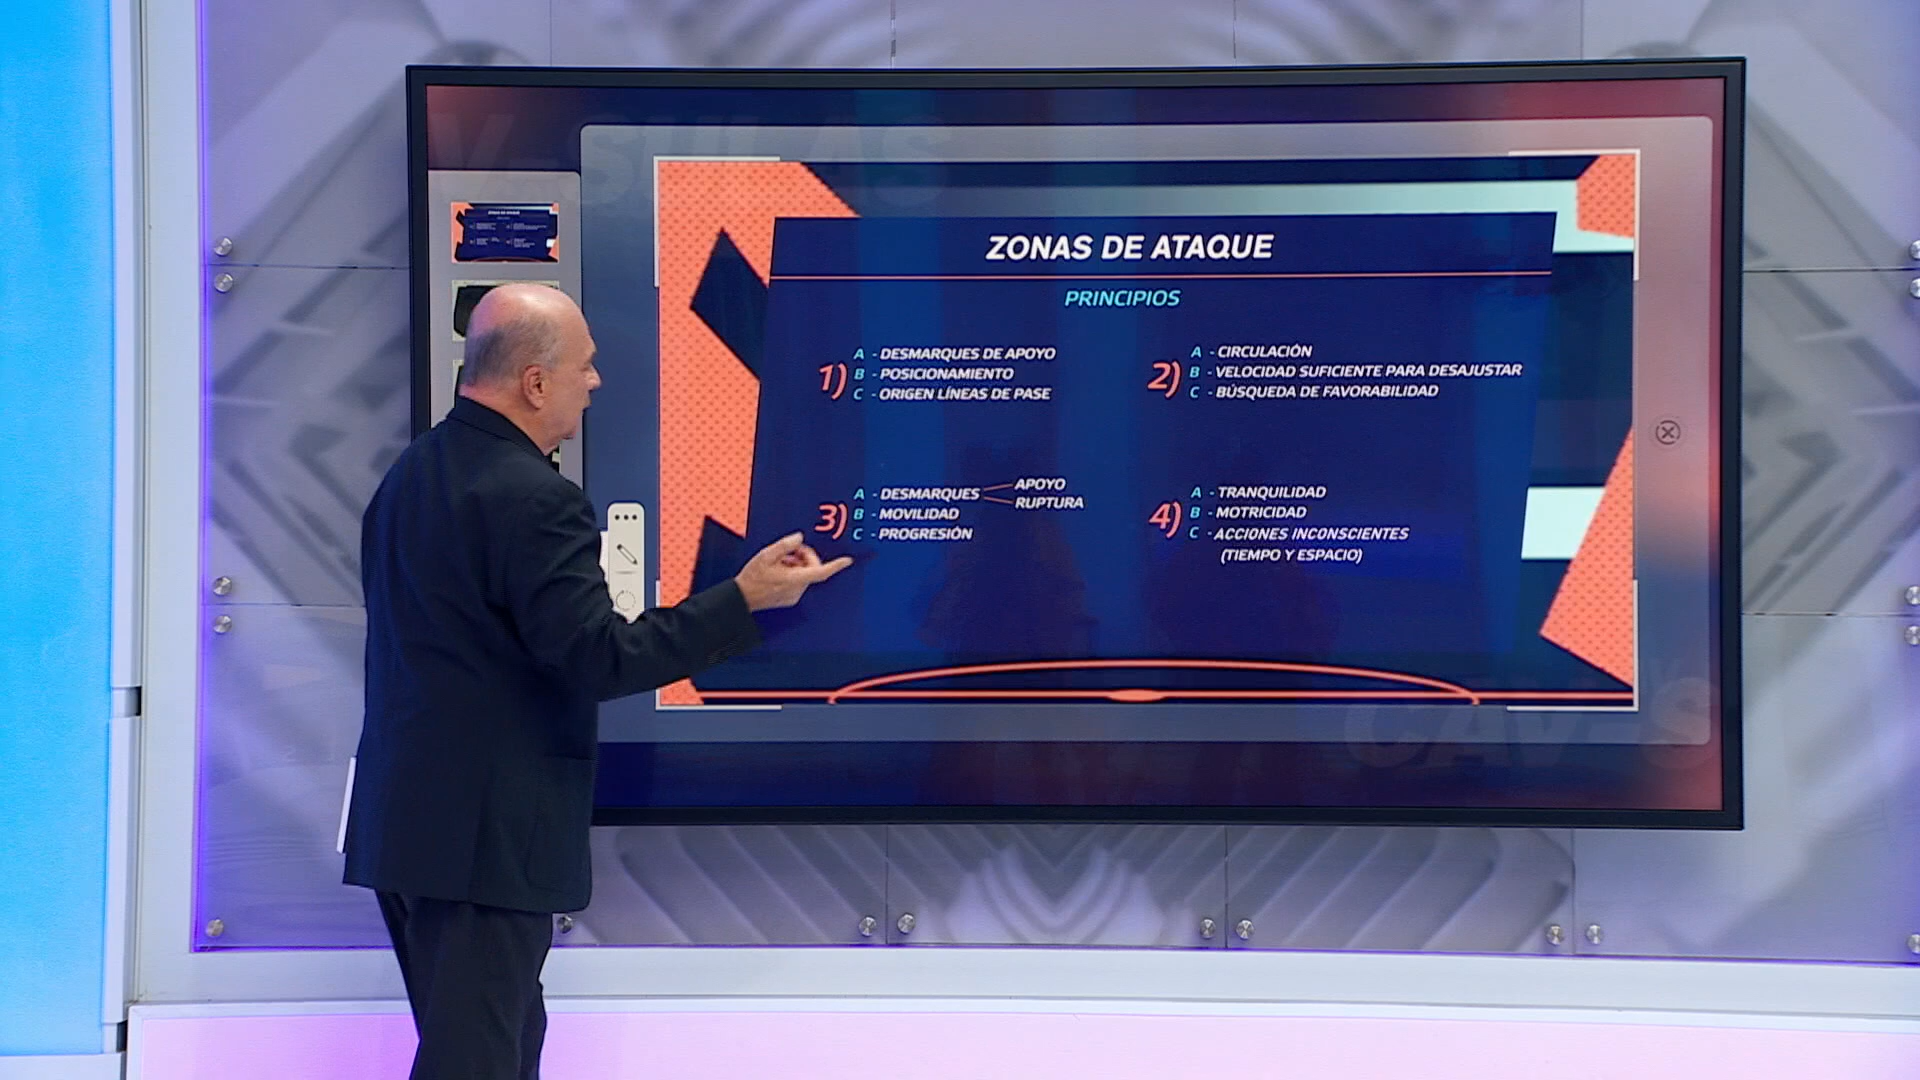 ZONAS DE ATAQUE
PRINCIPIOS
1)
A - DESMARQUES DE APOYO
B - POSICIONAMIENTO
C - ORIGEN LÍNEAS DE PASE
2)
A - CIRCULACIÓN
B - VELOCIDAD SUFICIENTE PARA DESAJUSTAR
C - BÚSQUEDA DE FAVORABILIDAD
3)
A - DESMARQUES
APOYO
RUPTURA
B - MOVILIDAD
C - PROGRESIÓN
4)
A - TRANQUILIDAD
B - MOTRICIDAD
C - ACCIONES INCONSCIENTES
(TIEMPO Y ESPACIO)